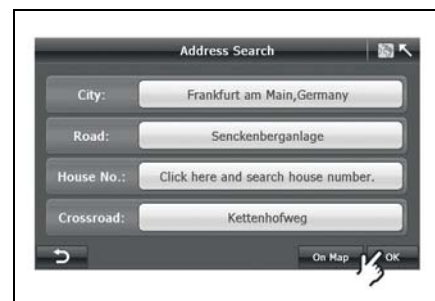 Address Search
City: Frankfurt am Main,Germany
Road: Senckenberganlage
House No.: Click here and search house number.
Crossroad: Kettenhofweg
On Map OK